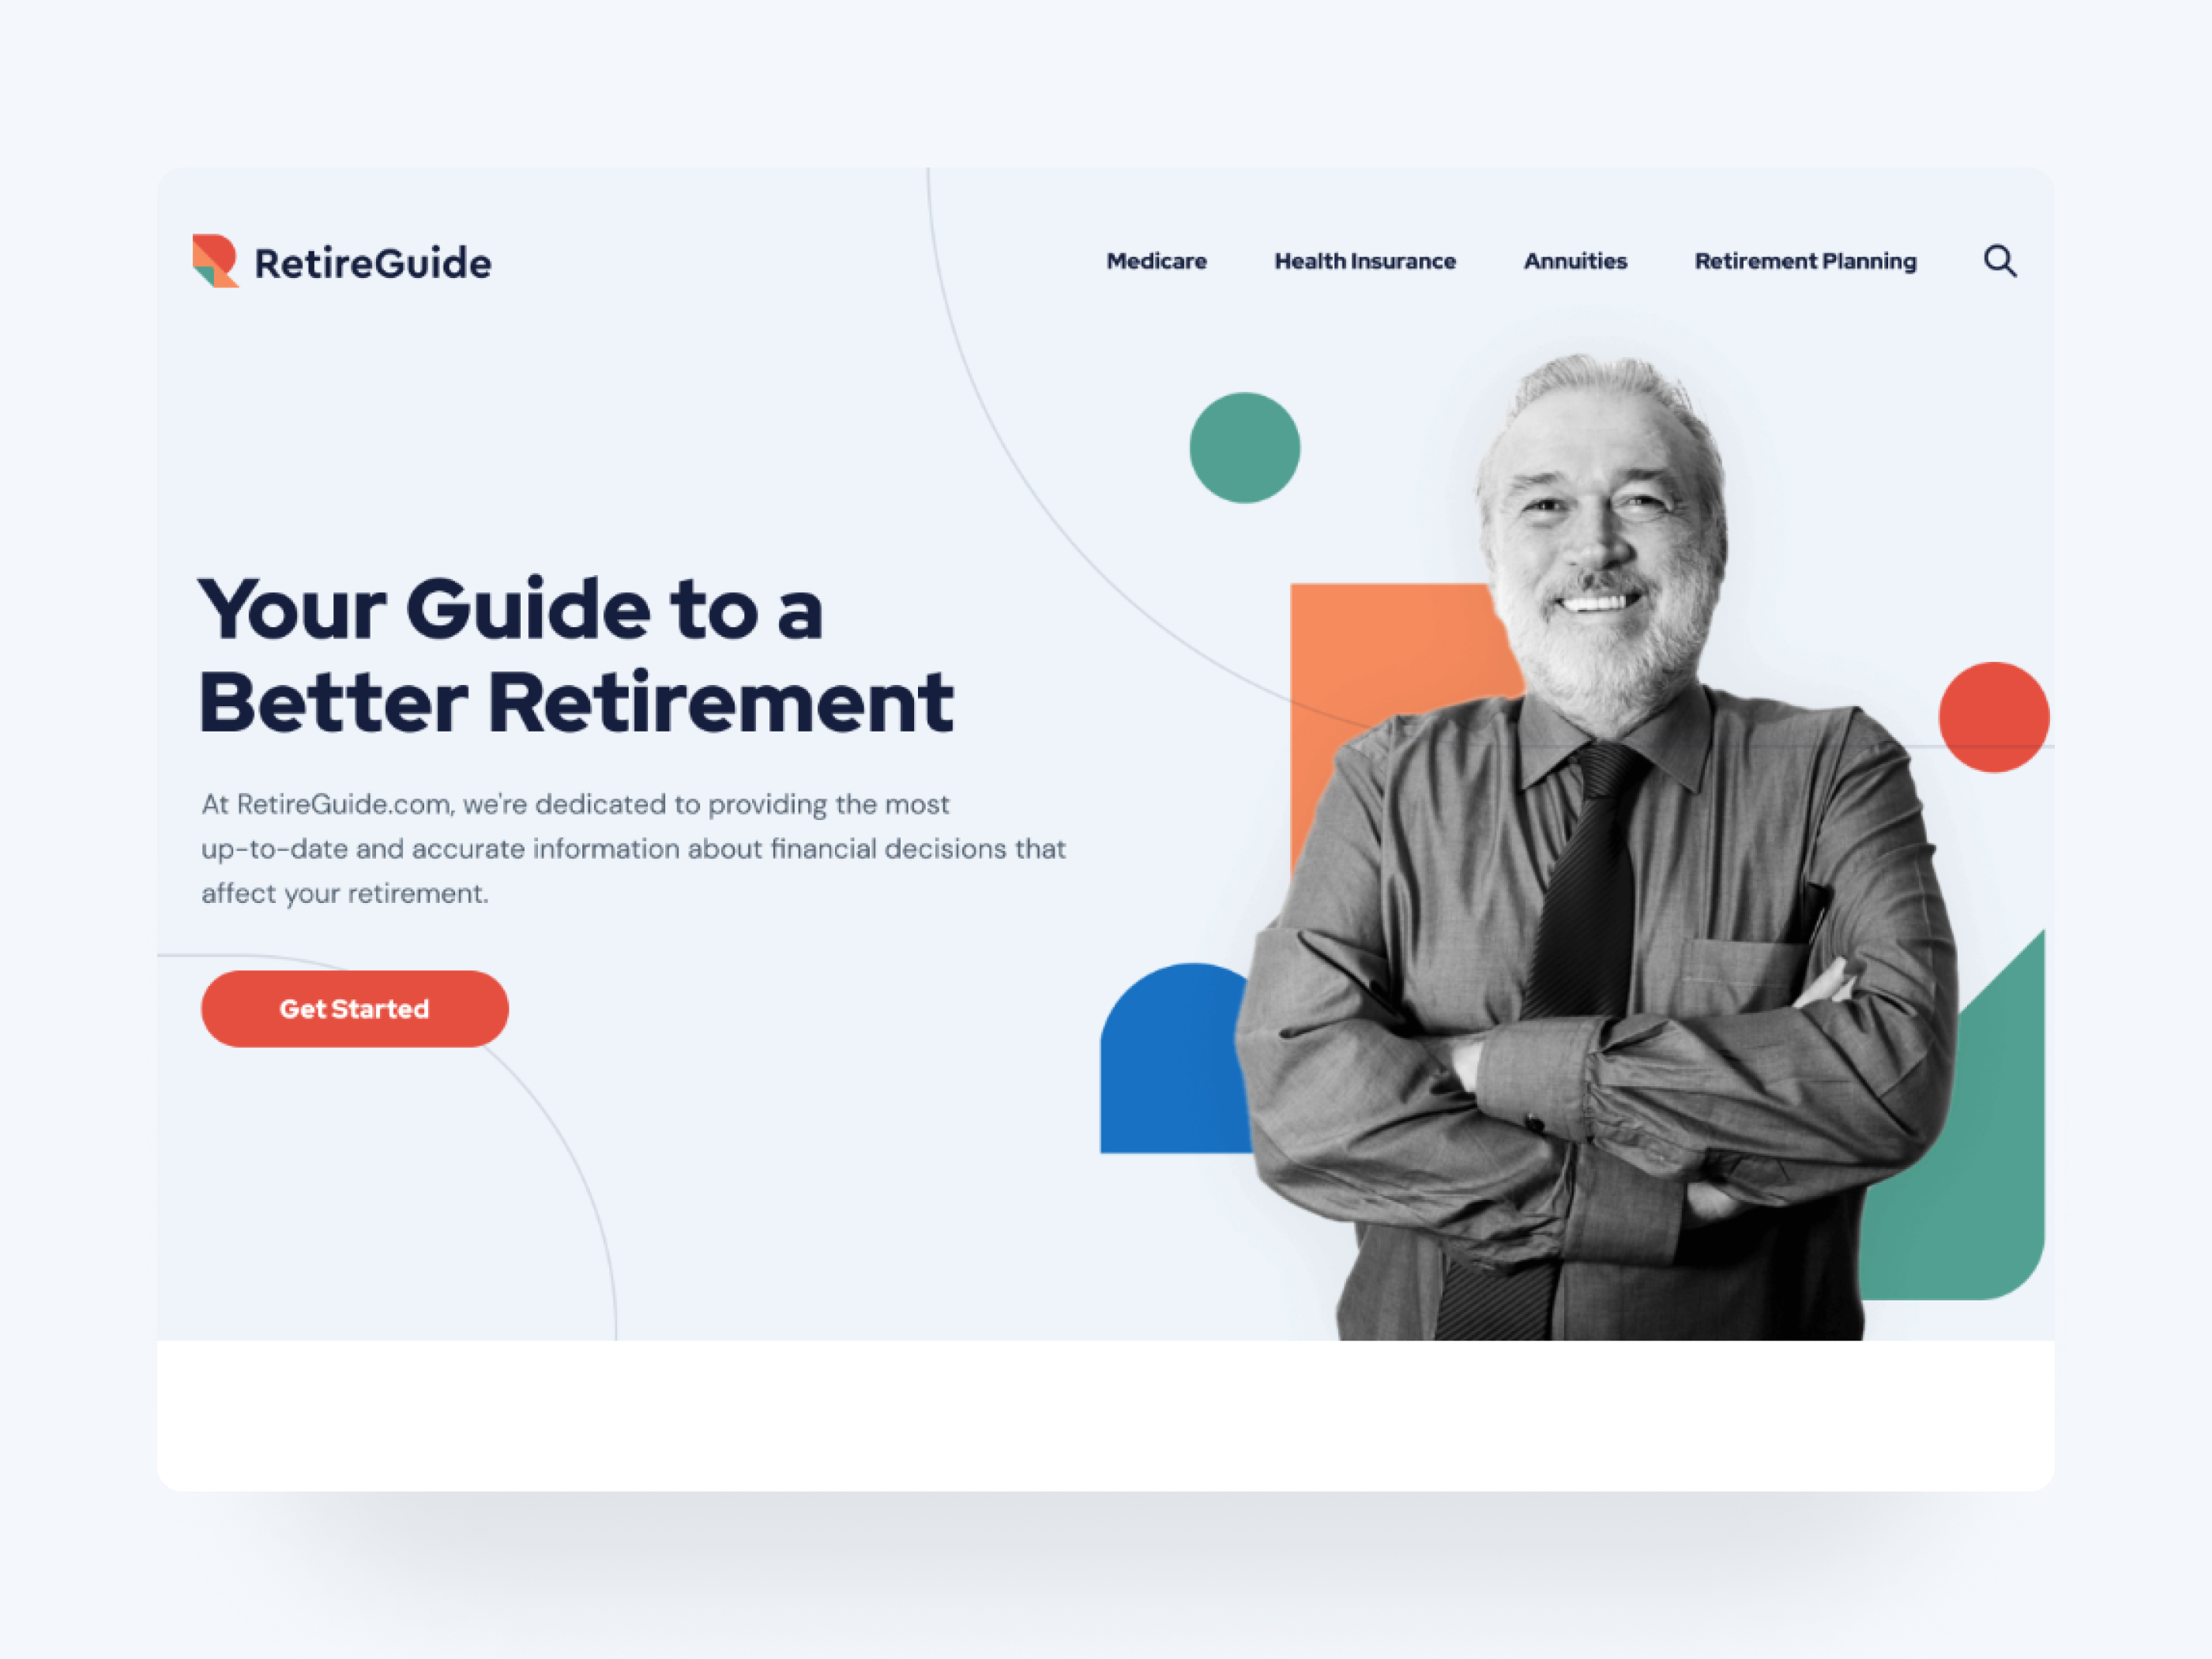 RetireGuide
Medicare
Health Insurance
Annuities
Retirement Planning
Your Guide to a
Better Retirement
At RetireGuide.com, we're dedicated to providing the most
up-to-date and accurate information about financial decisions that
affect your retirement.
Get Started